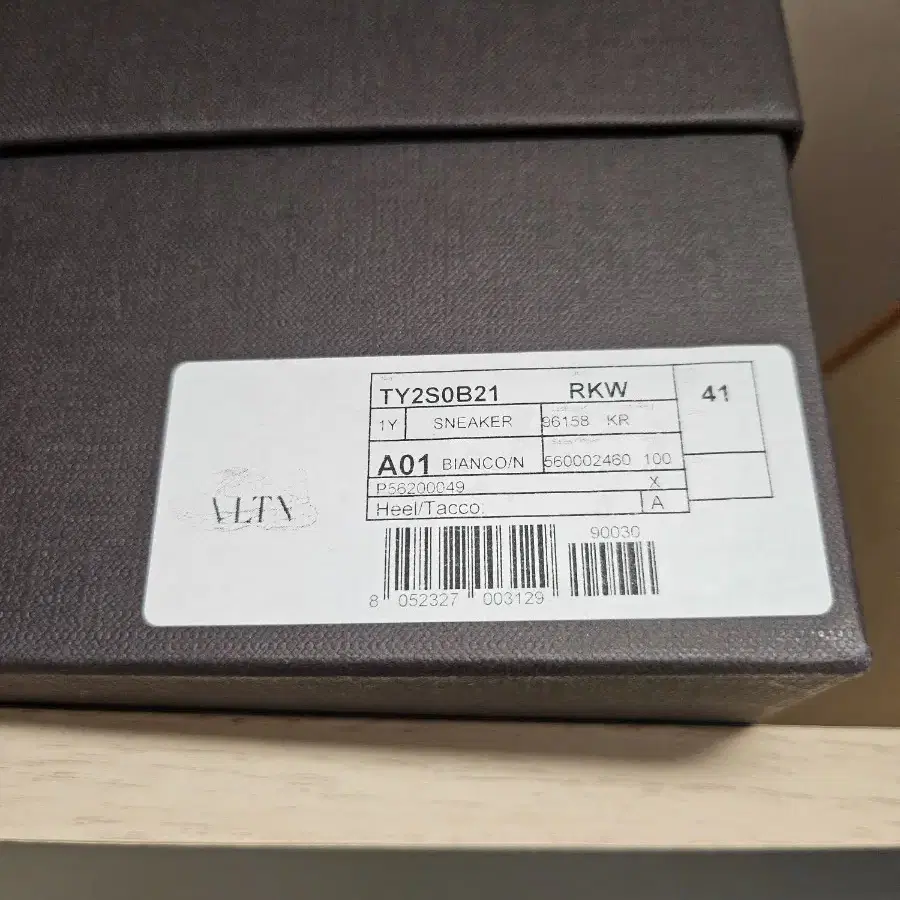 TY2S0B21 RKW 41
1Y SNEAKER 96158 KR
A01 BIANCO/N 560002460 100
P56200049 X
Heel/Tacco: A
VLTN
90030
8 052327 003129